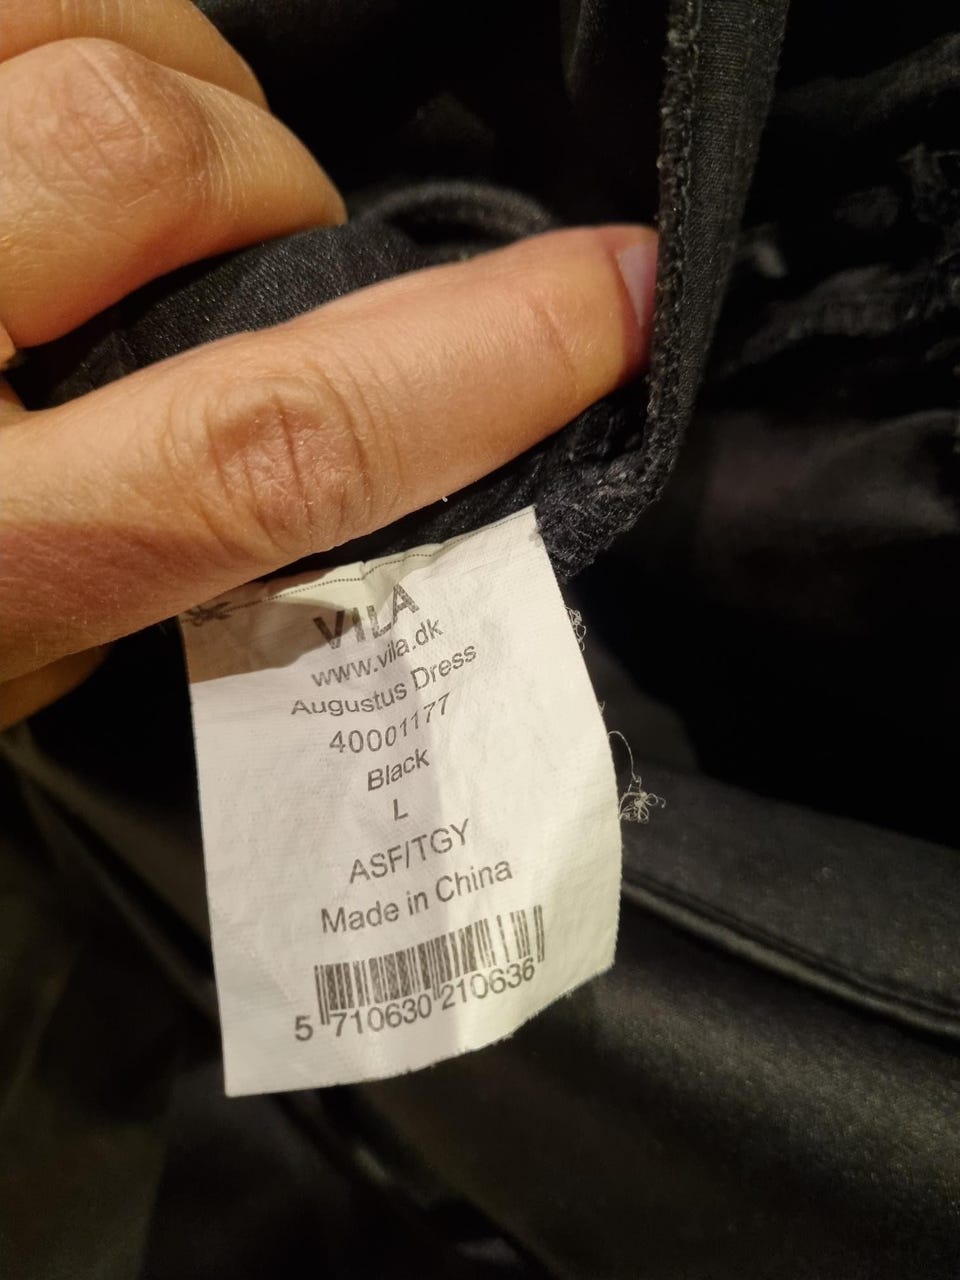 VILA
www.vila.dk
Augustus Dress
40001177
Black
L
ASF/TGY
Made in China
5 710630 210636